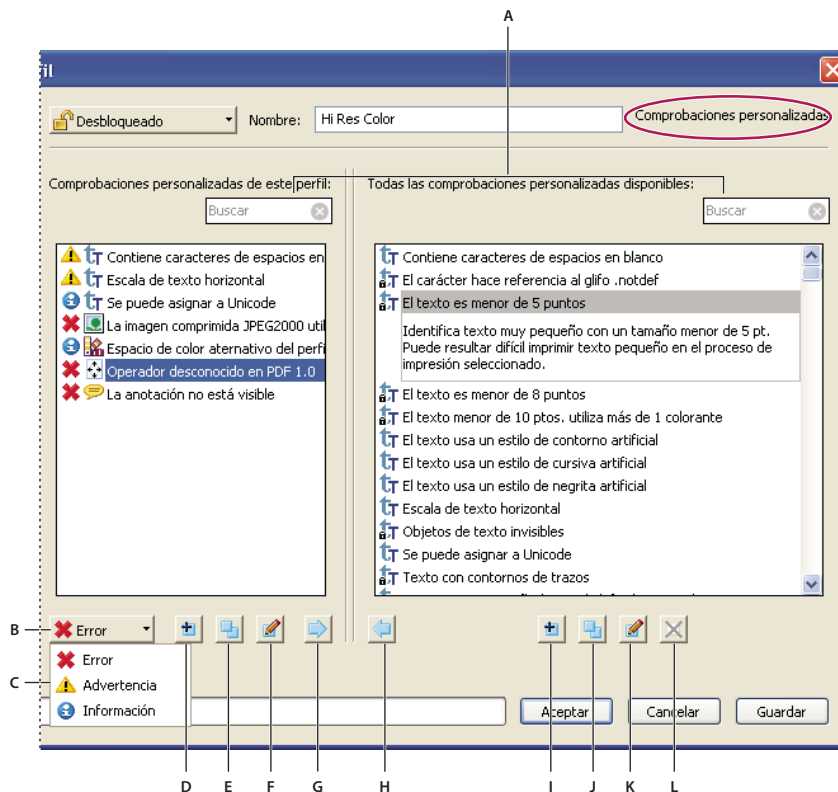 A
fil
Desbloqueado
Nombre:
Hi Res Color
Comprobaciones personalizadas
Comprobaciones personalizadas de este perfil:
Buscar
Todas las comprobaciones personalizadas disponibles:
Buscar
Contiene caracteres de espacios en
Escala de texto horizontal
Se puede asignar a Unicode
La imagen comprimida JPEG2000 util
Espacio de color aternativo del perfi
Operador desconocido en PDF 1.0
La anotación no está visible
Contiene caracteres de espacios en blanco
El carácter hace referencia al glifo .notdef
El texto es menor de 5 puntos
Identifica texto muy pequeño con un tamaño menor de 5 pt.
Puede resultar difícil imprimir texto pequeño en el proceso de
impresión seleccionado.
El texto es menor de 8 puntos
El texto menor de 10 ptos. utiliza más de 1 colorante
El texto usa un estilo de contorno artificial
El texto usa un estilo de cursiva artificial
El texto usa un estilo de negrita artificial
Escala de texto horizontal
Objetos de texto invisibles
Se puede asignar a Unicode
Texto con contornos de trazos
B
Error
C
Error
Advertencia
Información
Aceptar
Cancelar
Guardar
D
E
F
G
H
I
J
K
L